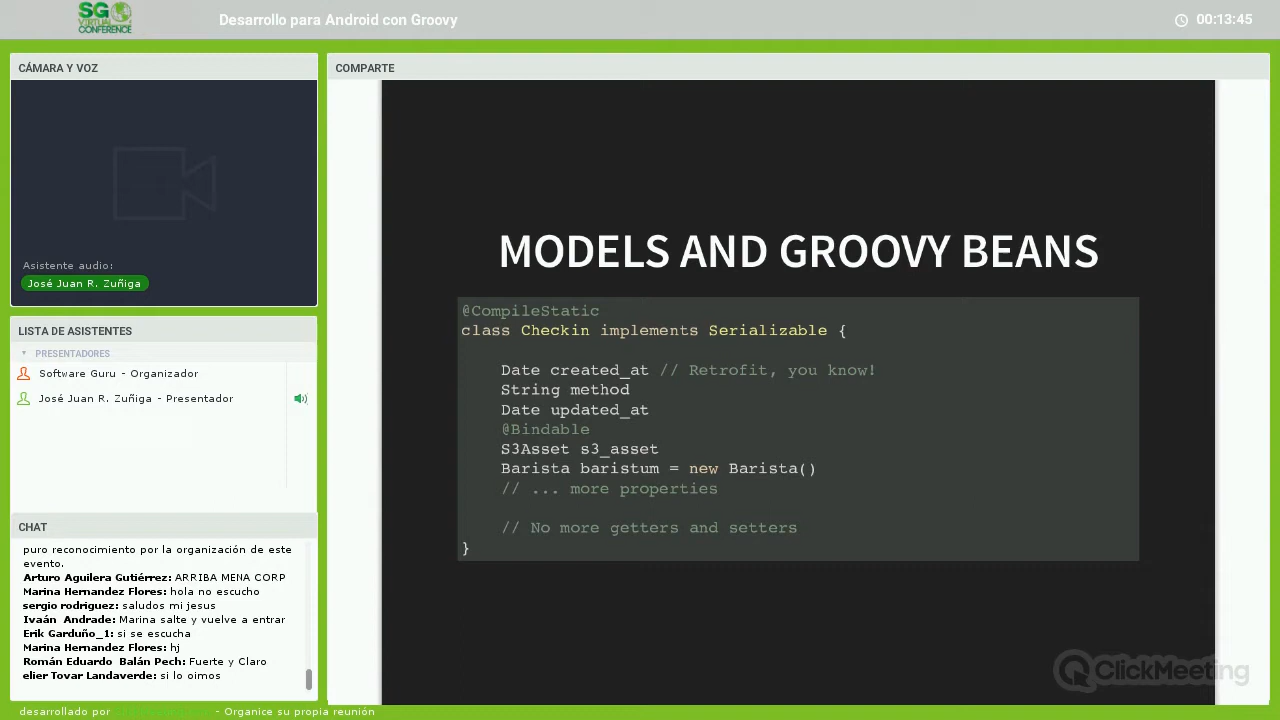 SG
VIRTUAL
CONFERENCE
Desarrollo para Android con Groovy
00:13:45
CÁMARA Y VOZ
Asistente audio:
José Juan R. Zuñiga
LISTA DE ASISTENTES
PRESENTADORES
Software Guru - Organizador
José Juan R. Zuñiga - Presentador
CHAT
puro reconocimiento por la organización de este
evento.
Arturo Aguilera Gutiérrez: ARRIBA MENA CORP
Marina Hernandez Flores: hola no escucho
sergio rodriguez: saludos mi jesus
Ivaán Andrade: Marina salte y vuelve a entrar
Erik Garduño_1: si se escucha
Marina Hernandez Flores: hj
Román Eduardo Balán Pech: Fuerte y Claro
elier Tovar Landaverde: si lo oimos
COMPARTE
MODELS AND GROOVY BEANS
@CompileStatic
class Checkin implements Serializable {
Date created_at // Retrofit, you know!
String method
Date updated_at
@Bindable
S3Asset s3_asset
Barista baristum = new Barista()
// ... more properties
// No more getters and setters
}
ClickMeeting
desarrollado por - Organice su propia reunión